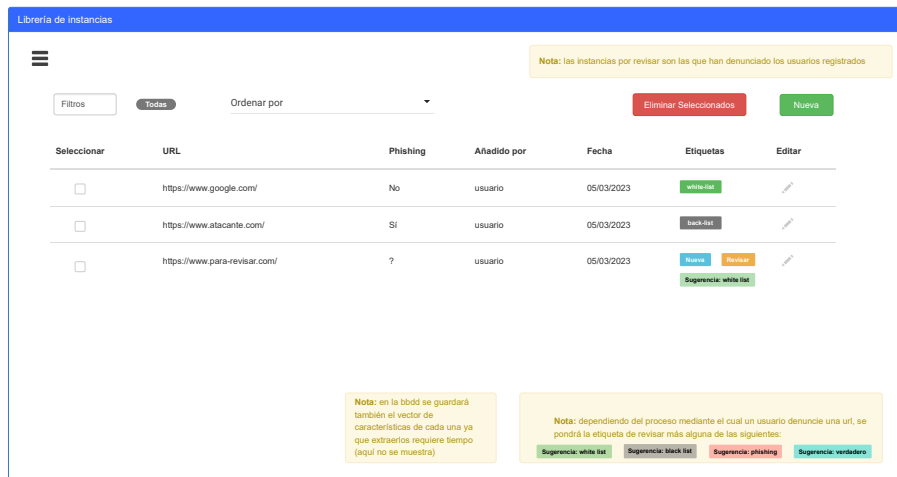 Librería de instancias
Nota: las instancias por revisar son las que han denunciado los usuarios registrados
Filtros Todas Ordenar por Eliminar Seleccionados Nueva
Seleccionar URL Phishing Añadido por Fecha Etiquetas Editar
https://www.google.com/ No usuario 05/03/2023 white-list
https://www.atacante.com/ Sí usuario 05/03/2023 back-list
https://www.para-revisar.com/ ? usuario 05/03/2023 Nueva Revisar
Sugerencia: white list
Nota: en la bbdd se guardará
también el vector de
características de cada una ya
que extraerlos requiere tiempo
(aquí no se muestra)
Nota: dependiendo del proceso mediante el cual un usuario denuncie una url, se
pondrá la etiqueta de revisar más alguna de las siguientes:
Sugerencia: white list Sugerencia: black list Sugerencia: phishing Sugerencia: verdadero